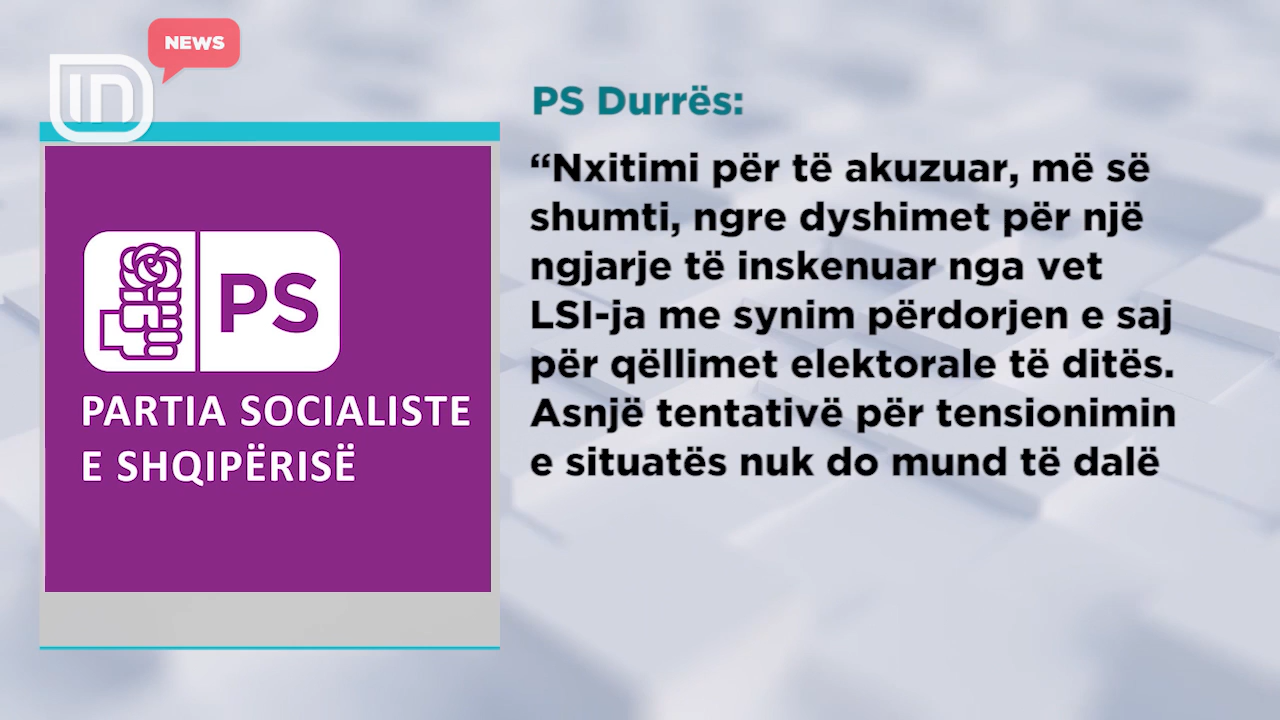 NEWS
IN
PS Durrës:
“Nxitimi për të akuzuar, më së
shumti, ngre dyshimet për një
ngjarje të inskenuar nga vet
LSI-ja me synim përdorjen e saj
për qëllimet elektorale të ditës.
Asnjë tentativë për tensionimin
e situatës nuk do mund të dalë
PS
PARTIA SOCIALISTE
E SHQIPËRISË